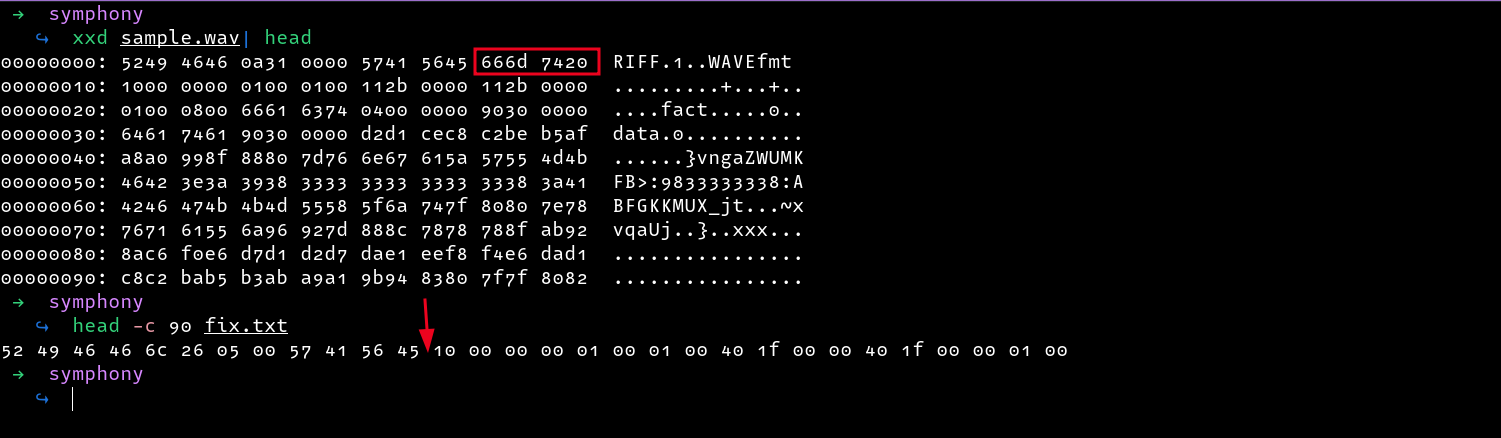 → symphony
↪ xxd sample.wav| head
00000000: 5249 4646 0a31 0000 5741 5645 666d 7420 RIFF.1..WAVEfmt
00000010: 1000 0000 0100 0100 112b 0000 112b 0000 .........+...+..
00000020: 0100 0800 6661 6374 0400 0000 9030 0000 ....fact.....0..
00000030: 6461 7461 9030 0000 d2d1 cec8 c2be b5af data.0..........
00000040: a8a0 998f 8880 7d76 6e67 615a 5755 4d4b ......}vngaZWUMK
00000050: 4642 3e3a 3938 3333 3333 3333 3338 3a41 FB>:9833333338:A
00000060: 4246 474b 4b4d 5558 5f6a 747f 8080 7e78 BFGKKMUX_jt...~x
00000070: 7671 6155 6a96 927d 888c 7878 788f ab92 vqaUj..}..xxx...
00000080: 8ac6 f0e6 d7d1 d2d7 dae1 eef8 f4e6 dad1 ................
00000090: c8c2 bab5 b3ab a9a1 9b94 8380 7f7f 8082 ................
→ symphony
↪ head -c 90 fix.txt
52 49 46 46 6c 26 05 00 57 41 56 45 10 00 00 00 01 00 01 00 40 1f 00 00 40 1f 00 00 01 00
→ symphony
↪